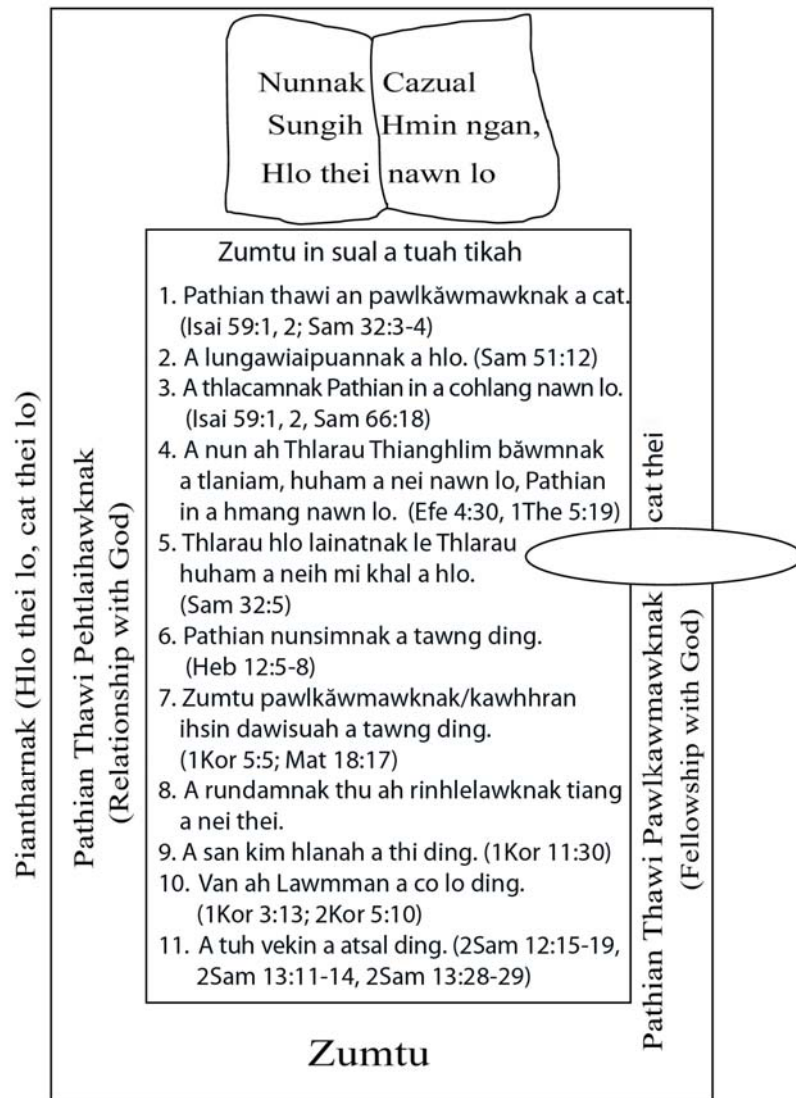 Nunnak Cazual
Sungih Hmin ngan,
Hlo thei nawn lo
Zumtu in sual a tuah tikah
1. Pathian thawi an pawlkăwmawknak a cat.
(Isai 59:1, 2; Sam 32:3-4)
2. A lungawiaipuannak a hlo. (Sam 51:12)
3. A thlacamnak Pathian in a cohlang nawn lo.
(Isai 59:1, 2, Sam 66:18)
4. A nun ah Thlarau Thianghlim băwmnak
a tlaniam, huham a nei nawn lo, Pathian
in a hmang nawn lo. (Efe 4:30, 1The 5:19)
5. Thlarau hlo lainatnak le Thlarau
huham a neih mi khal a hlo.
(Sam 32:5)
6. Pathian nunsimnak a tawng ding.
(Heb 12:5-8)
7. Zumtu pawlkăwmawknak/kawhhran
ihsin dawisuah a tawng ding.
(1Kor 5:5; Mat 18:17)
8. A rundamnak thu ah rinhlelawknak tiang
a nei thei.
9. A san kim hlanah a thi ding. (1Kor 11:30)
10. Van ah Lawmman a co lo ding.
(1Kor 3:13; 2Kor 5:10)
11. A tuh vekin a atsal ding. (2Sam 12:15-19,
2Sam 13:11-14, 2Sam 13:28-29)
Zumtu
Piantharnak (Hlo thei lo, cat thei lo)
Pathian Thawi Pehtlaihawknak
(Relationship with God)
Pathian Thawi Pawlkawmawknak cat thei
(Fellowship with God)